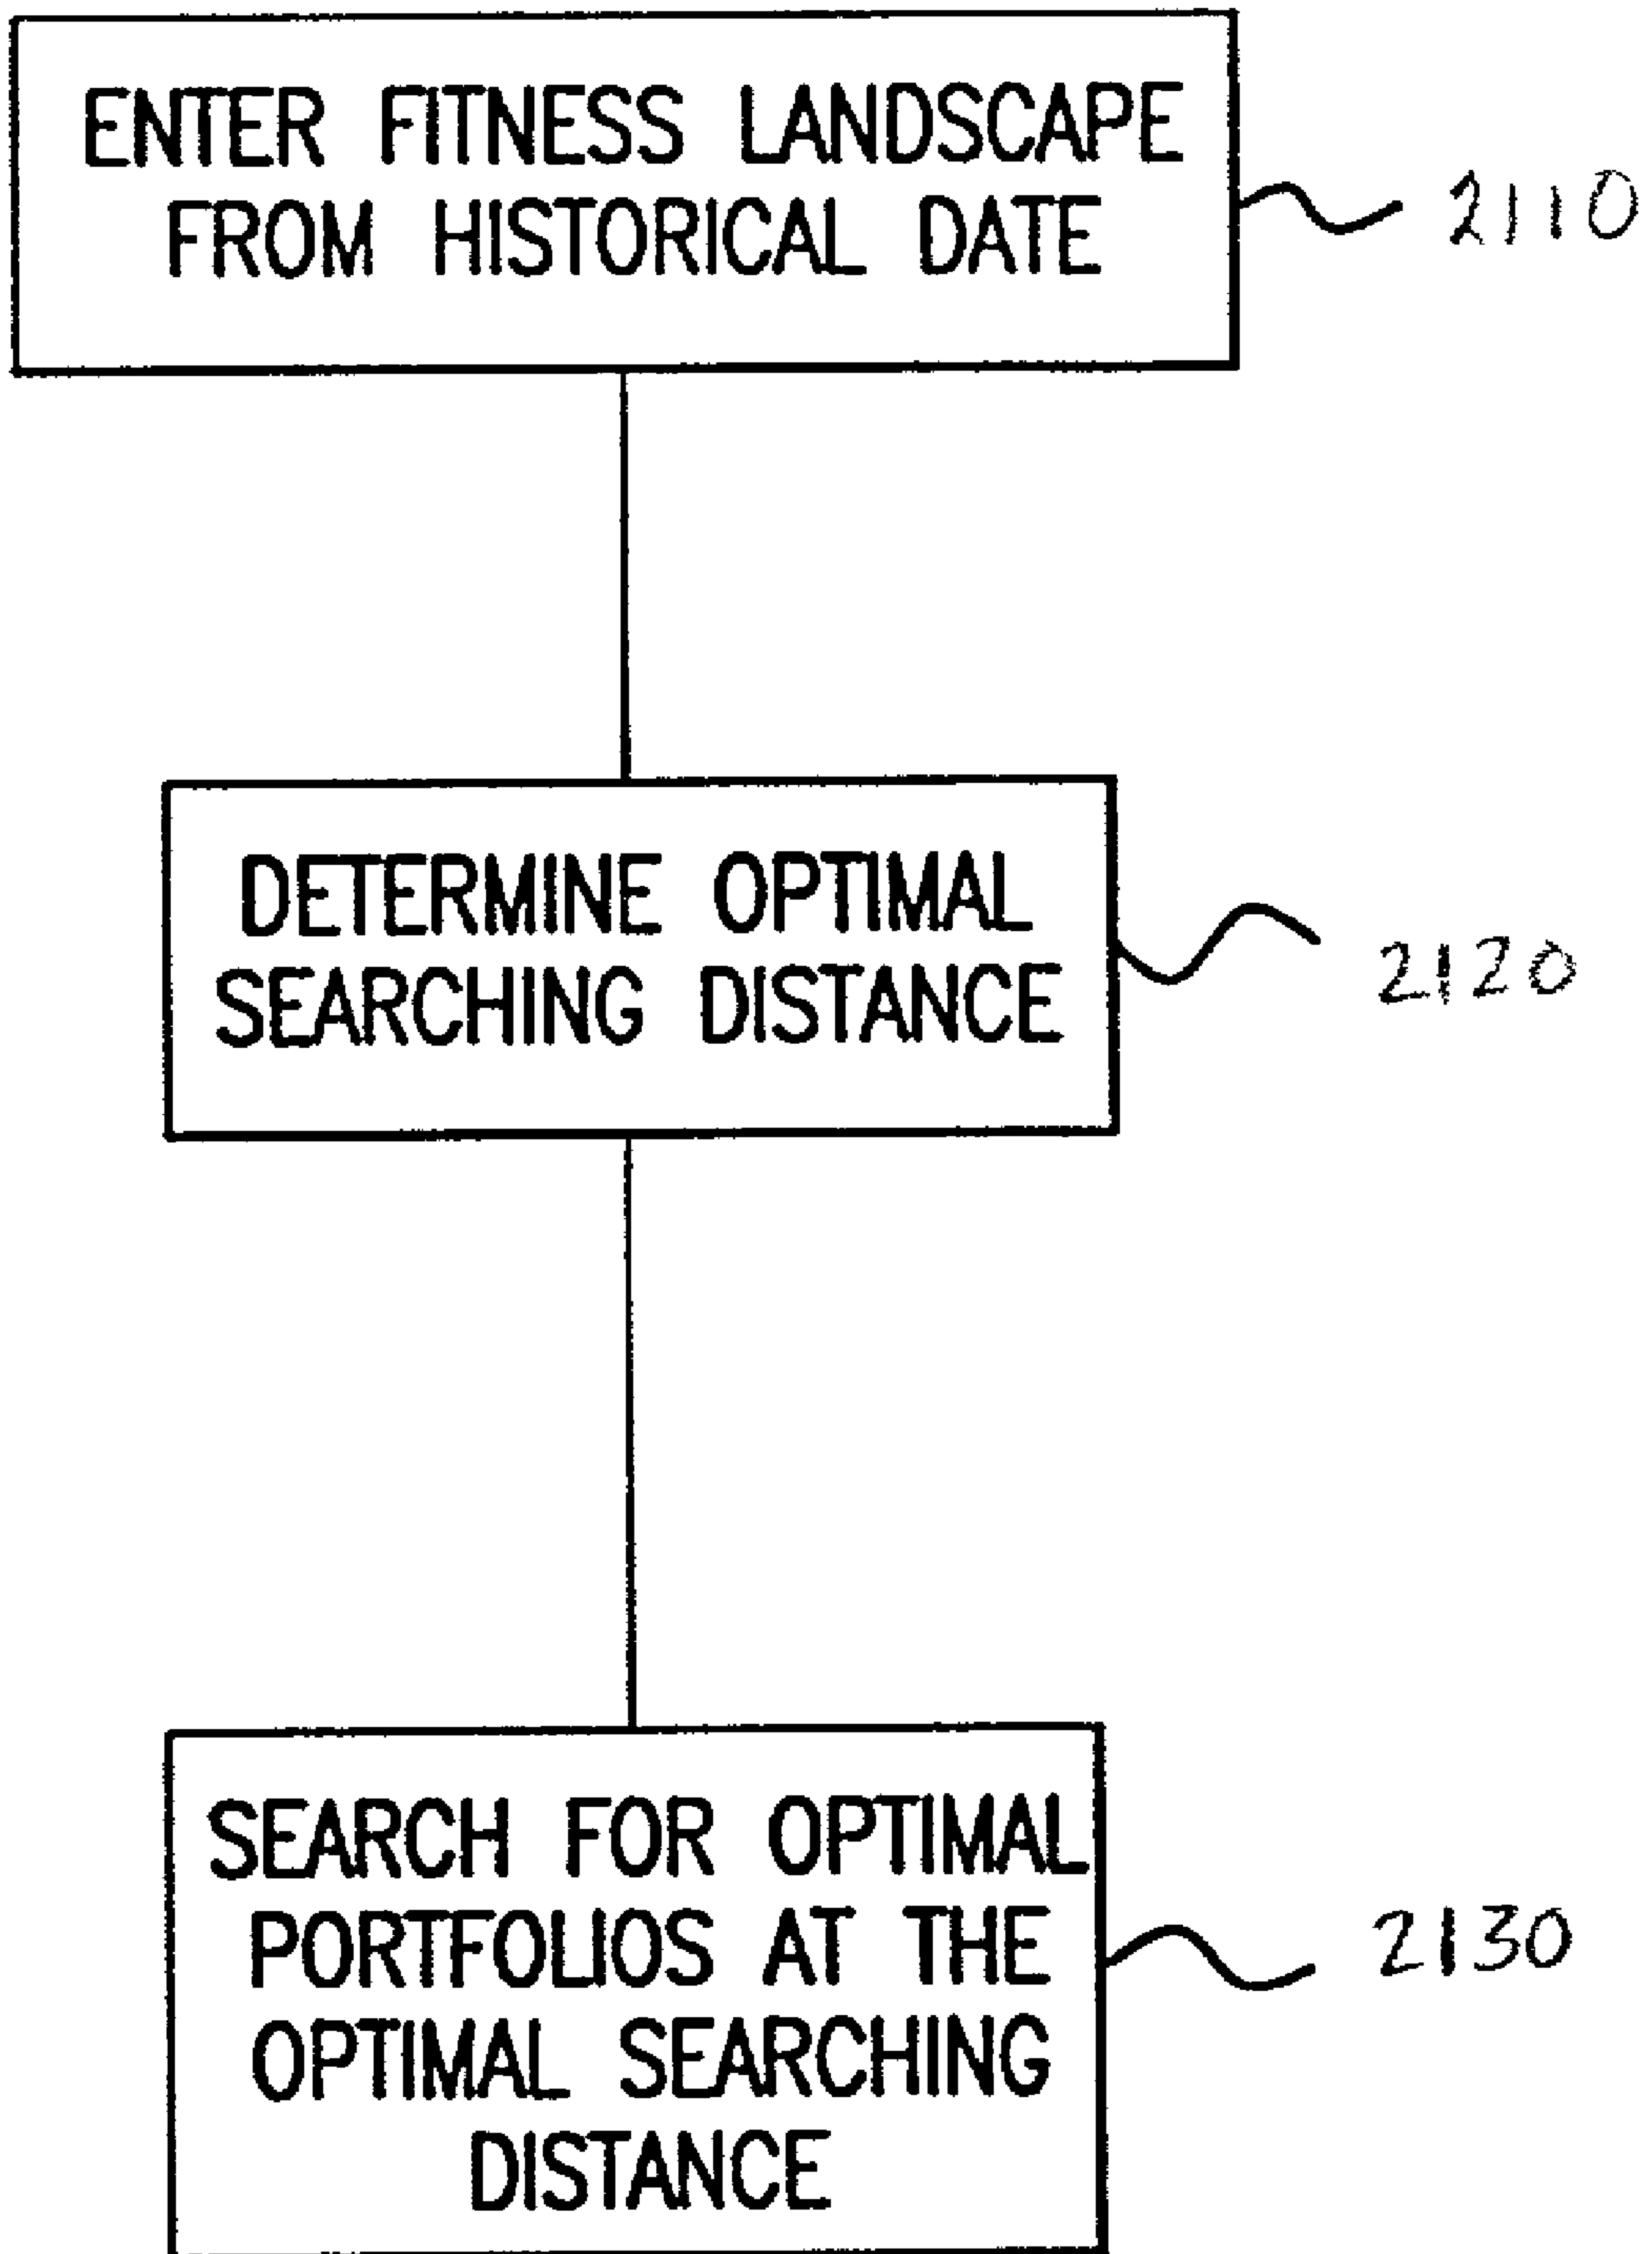 ENTER FITNESS LANDSCAPE
FROM HISTORICAL DATE
2110
DETERMINE OPTIMAL
SEARCHING DISTANCE
2120
SEARCH FOR OPTIMAL
PORTFOLIOS AT THE
OPTIMAL SEARCHING
DISTANCE
2130